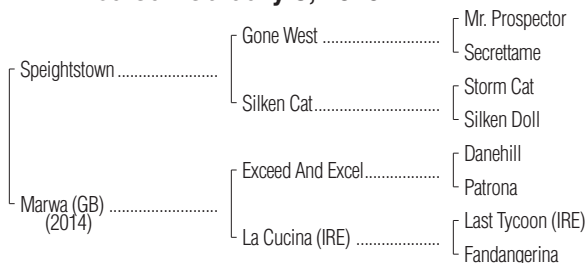 Mr. Prospector
Gone West
Secrettame
Speightstown
Storm Cat
Silken Cat
Silken Doll
Danehill
Exceed And Excel
Patrona
Marwa (GB)
(2014)
Last Tycoon (IRE)
La Cucina (IRE)
Fandangerina